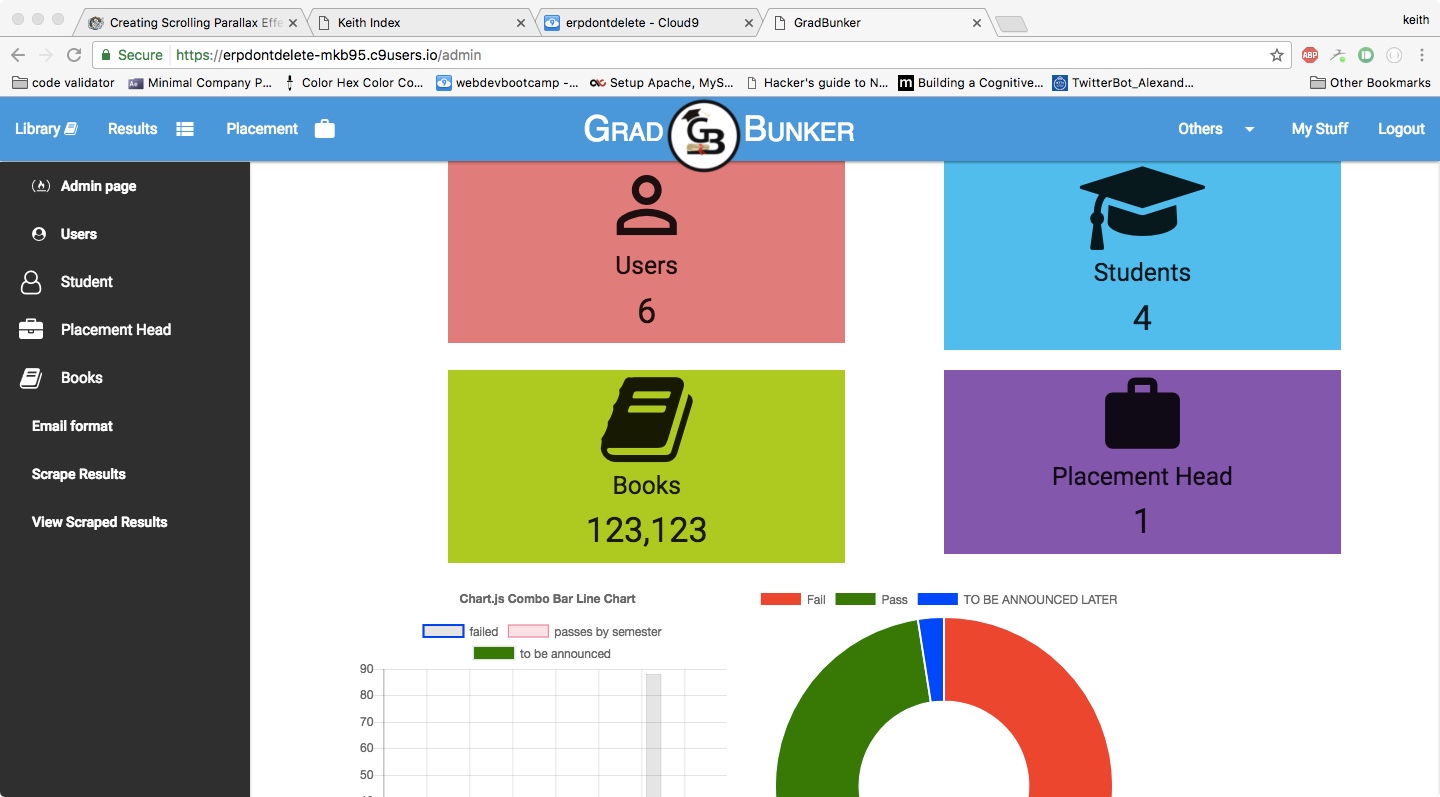 Creating Scrolling Parallax Effe
Keith Index
erpdontdelete - Cloud9
GradBunker
keith
Secure https://erpdontdelete-mkb95.c9users.io/admin
ABP
code validator Ae Minimal Company P... Color Hex Color Co... webdevbootcamp -... Setup Apache, MyS... Hacker's guide to N... m Building a Cognitive... TwitterBot_Alexand... Other Bookmarks
Library Results Placement GRAD GB BUNKER Others My Stuff Logout
Admin page
Users
Student
Placement Head
Books
Email format
Scrape Results
View Scraped Results
Users
6
Students
4
Books
123,123
Placement Head
1
Chart.js Combo Bar Line Chart
failed passes by semester
to be announced
90
80
70
60
50
Fail Pass TO BE ANNOUNCED LATER